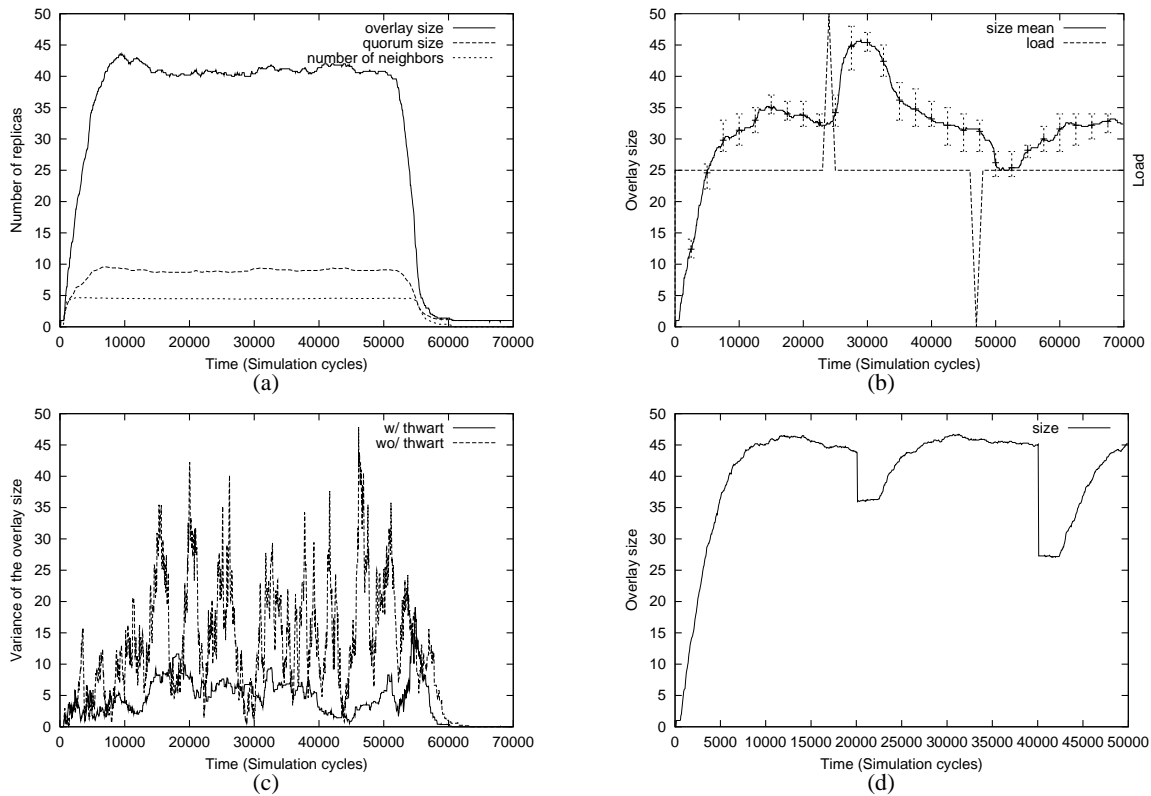 50
45
40
35
30
25
20
15
10
5
0
Number of replicas
overlay size
quorum size
number of neighbors
0 10000 20000 30000 40000 50000 60000 70000
Time (Simulation cycles)
(a)
50
45
40
35
30
25
20
15
10
5
0
Overlay size
size mean
load
Load
0 10000 20000 30000 40000 50000 60000 70000
Time (Simulation cycles)
(b)
50
45
40
35
30
25
20
15
10
5
0
Variance of the overlay size
w/ thwart
wo/ thwart
0 10000 20000 30000 40000 50000 60000 70000
Time (Simulation cycles)
(c)
50
45
40
35
30
25
20
15
10
5
0
Overlay size
size
0 5000 10000 15000 20000 25000 30000 35000 40000 45000 50000
Time (Simulation cycles)
(d)